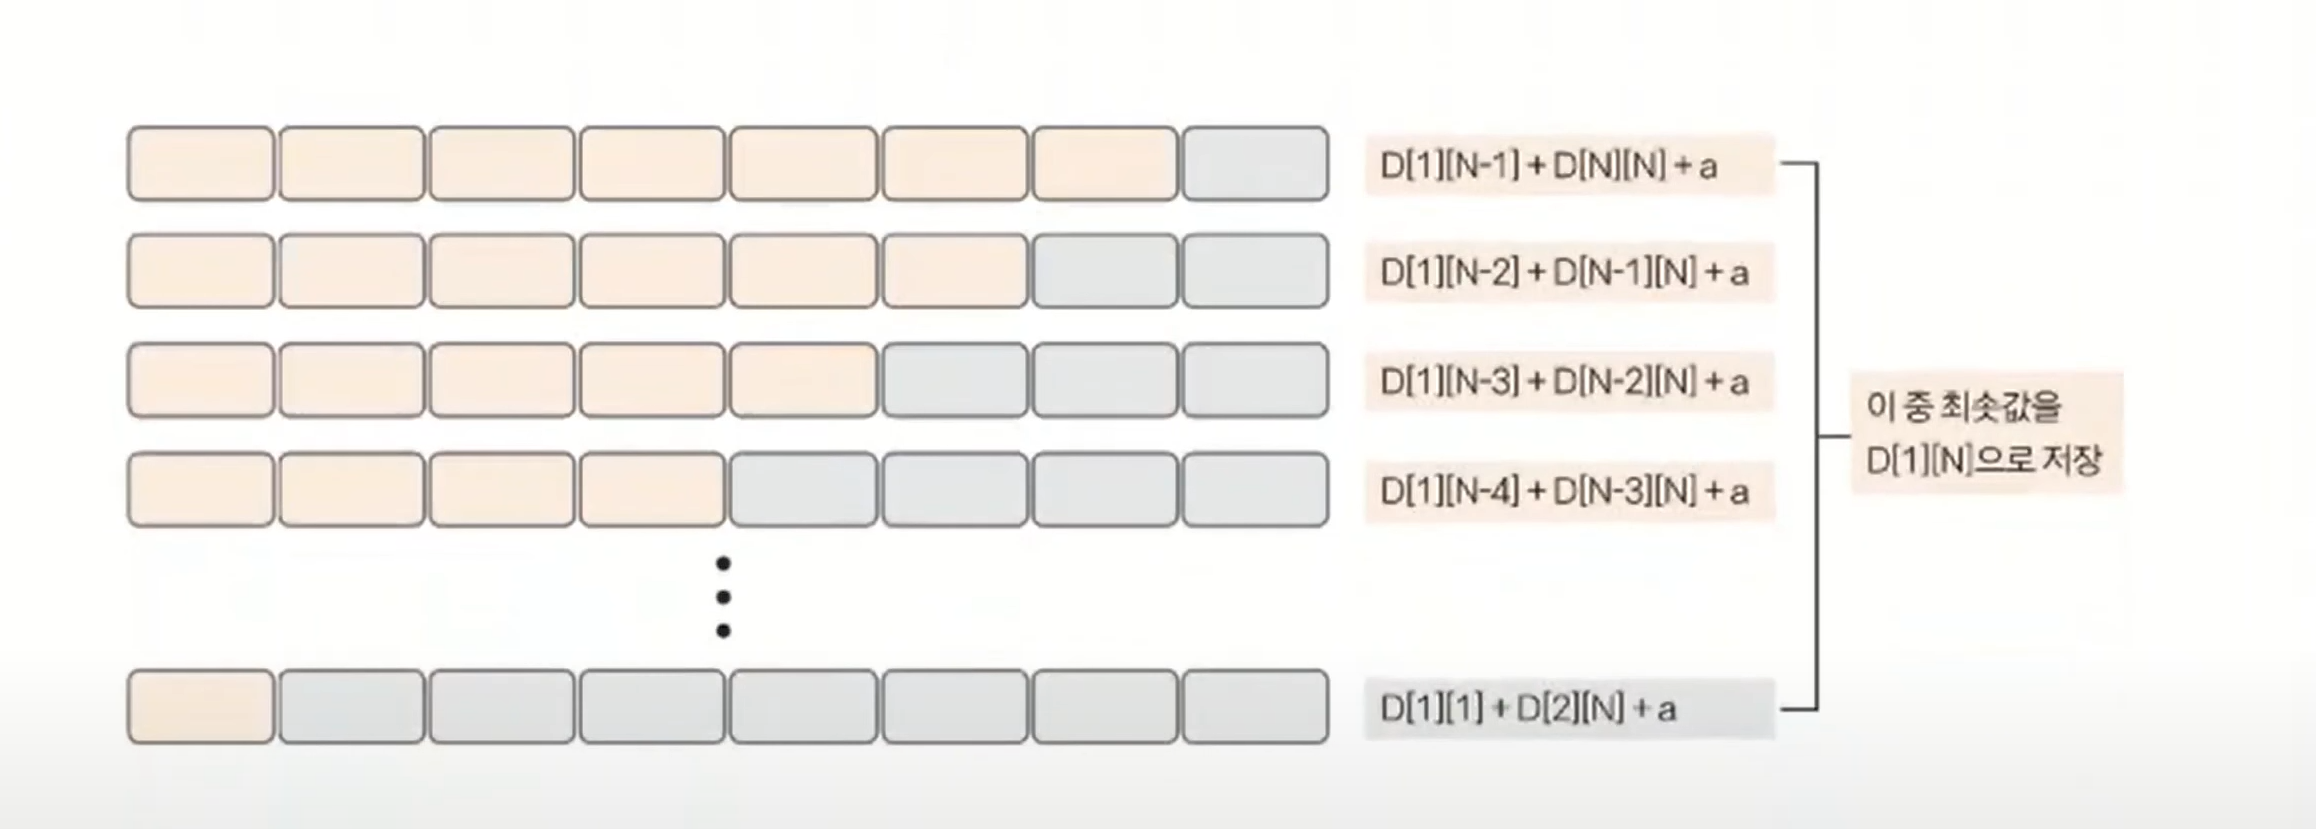 D[1][N-1] + D[N][N] + a
D[1][N-2] + D[N-1][N] + a
D[1][N-3] + D[N-2][N] + a
D[1][N-4] + D[N-3][N] + a
D[1][1] + D[2][N] + a
이 중 최솟값을
D[1][N]으로 저장